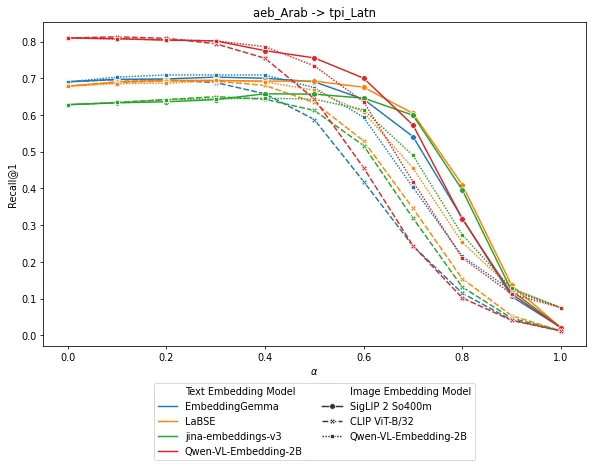 aeb_Arab -> tpi_Latn
Recall@1
0.8
0.7
0.6
0.5
0.4
0.3
0.2
0.1
0.0
0.0 0.2 0.4 0.6 0.8 1.0
α
Text Embedding Model Image Embedding Model
EmbeddingGemma SigLIP 2 So400m
LaBSE CLIP ViT-B/32
jina-embeddings-v3 Qwen-VL-Embedding-2B
Qwen-VL-Embedding-2B